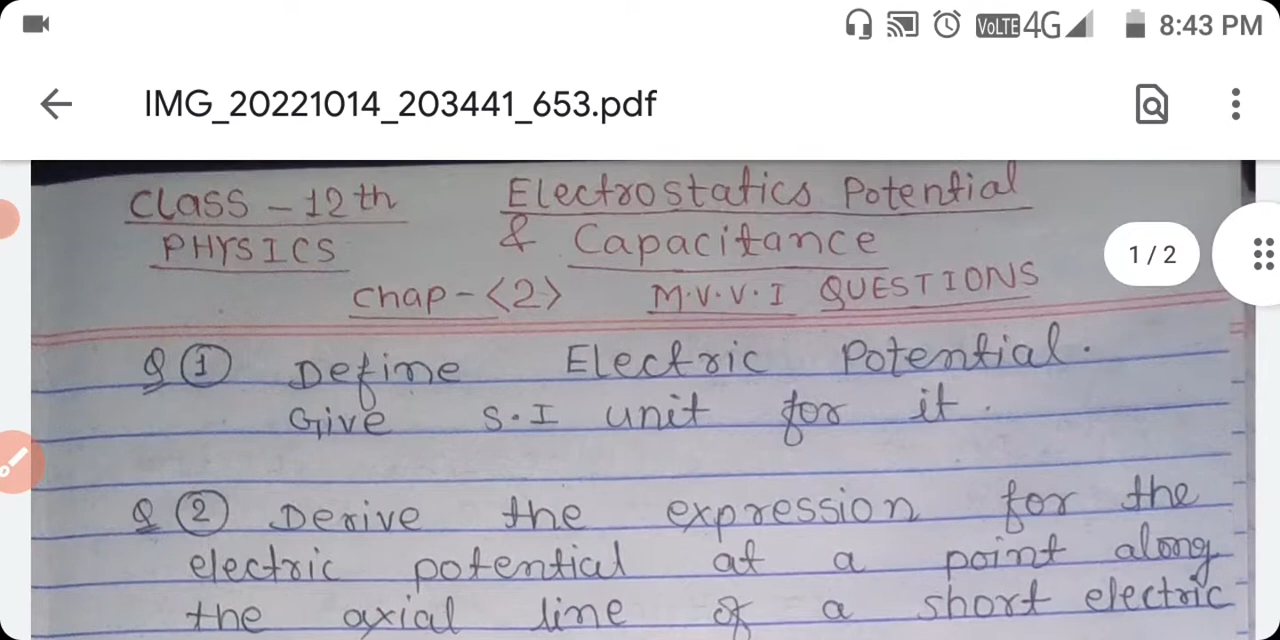 VoLTE 4G 8:43 PM
IMG_20221014_203441_653.pdf
Class - 12th Electrostatics Potential
PHYSICS & Capacitance
1 / 2
Chap - <2> M.V.V.I QUESTIONS
Q ① Define Electric Potential.
Give S.I unit for it.
Q ② Derive the expression for the
electric potential at a point along
the axial line of a short electric